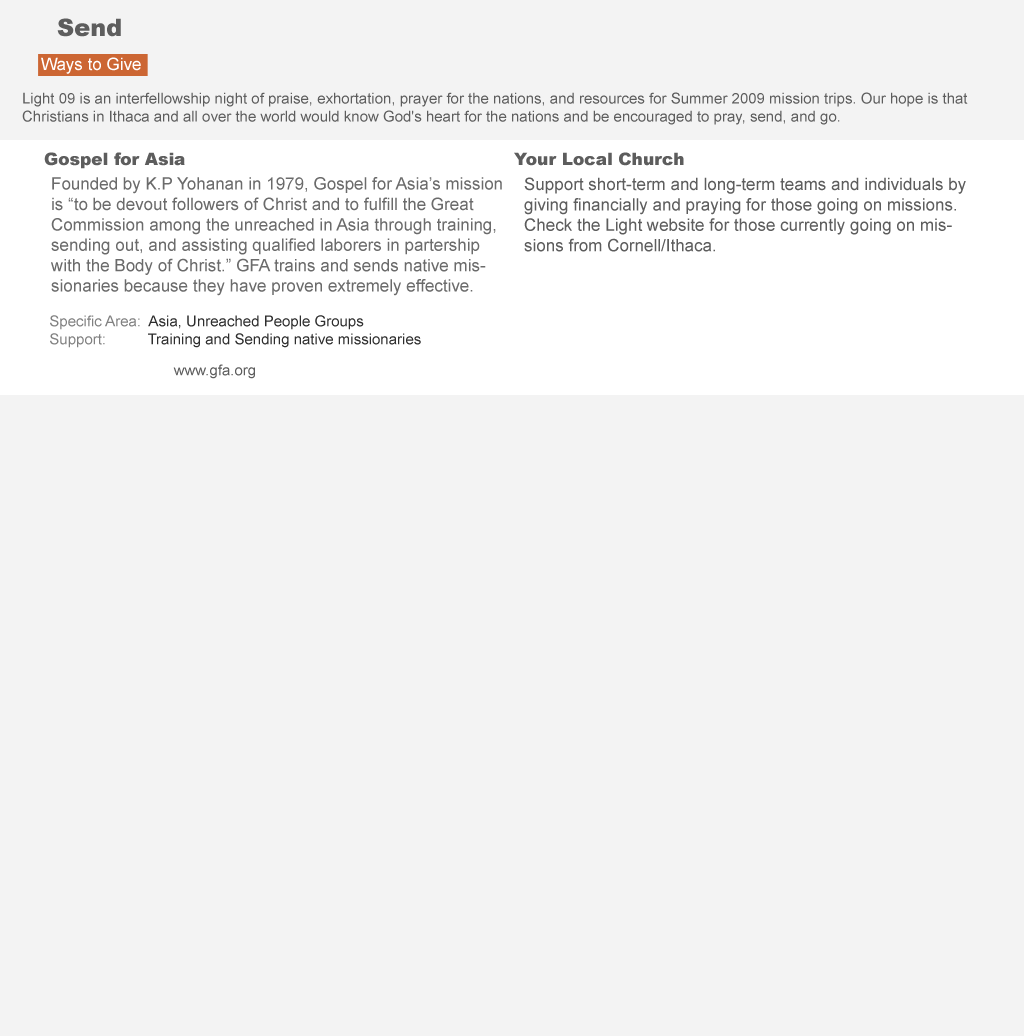 Send
Ways to Give
Light 09 is an interfellowship night of praise, exhortation, prayer for the nations, and resources for Summer 2009 mission trips. Our hope is that
Christians in Ithaca and all over the world would know God's heart for the nations and be encouraged to pray, send, and go.
Gospel for Asia
Founded by K.P Yohanan in 1979, Gospel for Asia’s mission
is “to be devout followers of Christ and to fulfill the Great
Commission among the unreached in Asia through training,
sending out, and assisting qualified laborers in partership
with the Body of Christ.” GFA trains and sends native mis-
sionaries because they have proven extremely effective.
Specific Area: Asia, Unreached People Groups
Support: Training and Sending native missionaries
www.gfa.org
Your Local Church
Support short-term and long-term teams and individuals by
giving financially and praying for those going on missions.
Check the Light website for those currently going on mis-
sions from Cornell/Ithaca.